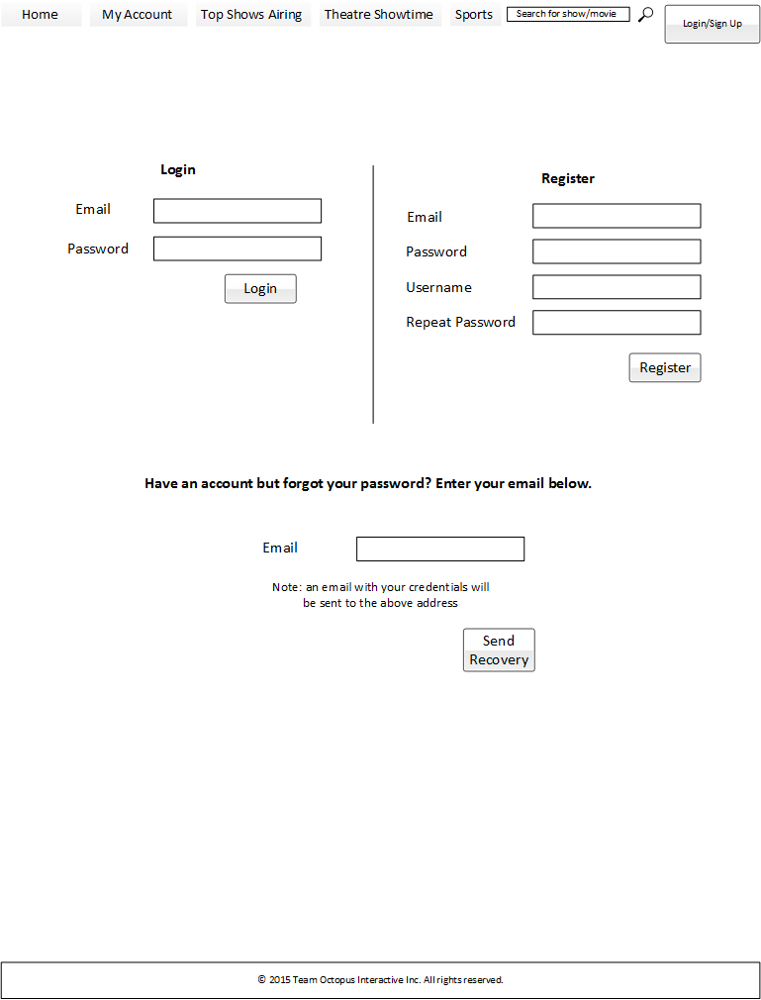 Home My Account Top Shows Airing Theatre Showtime Sports Search for show/movie Login/Sign Up
Login
Email
Password
Login
Register
Email
Password
Username
Repeat Password
Register
Have an account but forgot your password? Enter your email below.
Email
Note: an email with your credentials will
be sent to the above address
Send
Recovery
© 2015 Team Octopus Interactive Inc. All rights reserved.